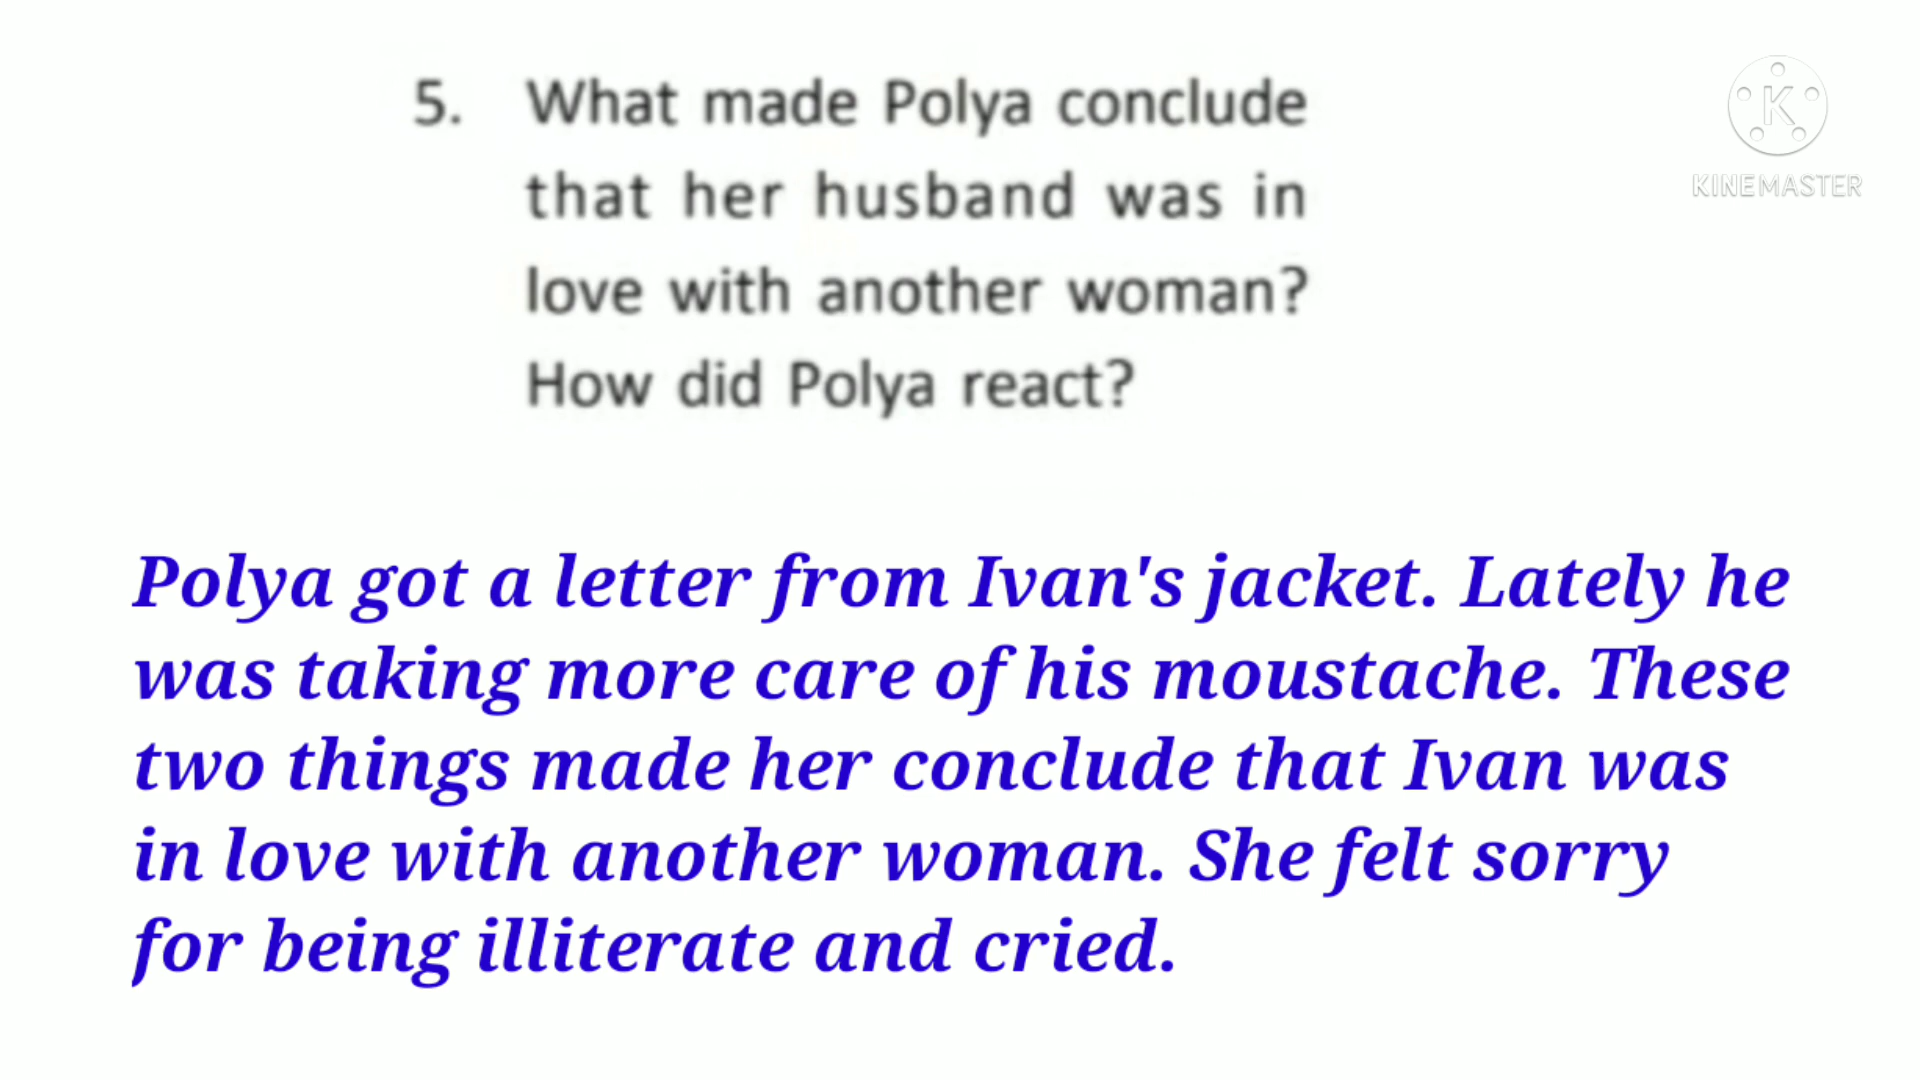 5. What made Polya conclude
that her husband was in
love with another woman?
How did Polya react?
K
KINEMASTER
Polya got a letter from Ivan's jacket. Lately he
was taking more care of his moustache. These
two things made her conclude that Ivan was
in love with another woman. She felt sorry
for being illiterate and cried.